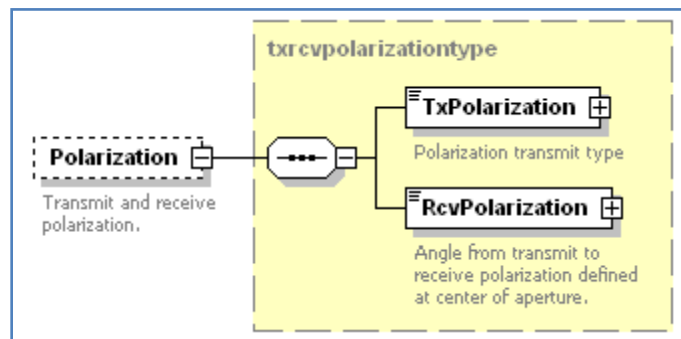 txrcvpolarizationtype
TxPolarization
Polarization transmit type
Polarization
Transmit and receive
polarization.
RcvPolarization
Angle from transmit to
receive polarization defined
at center of aperture.